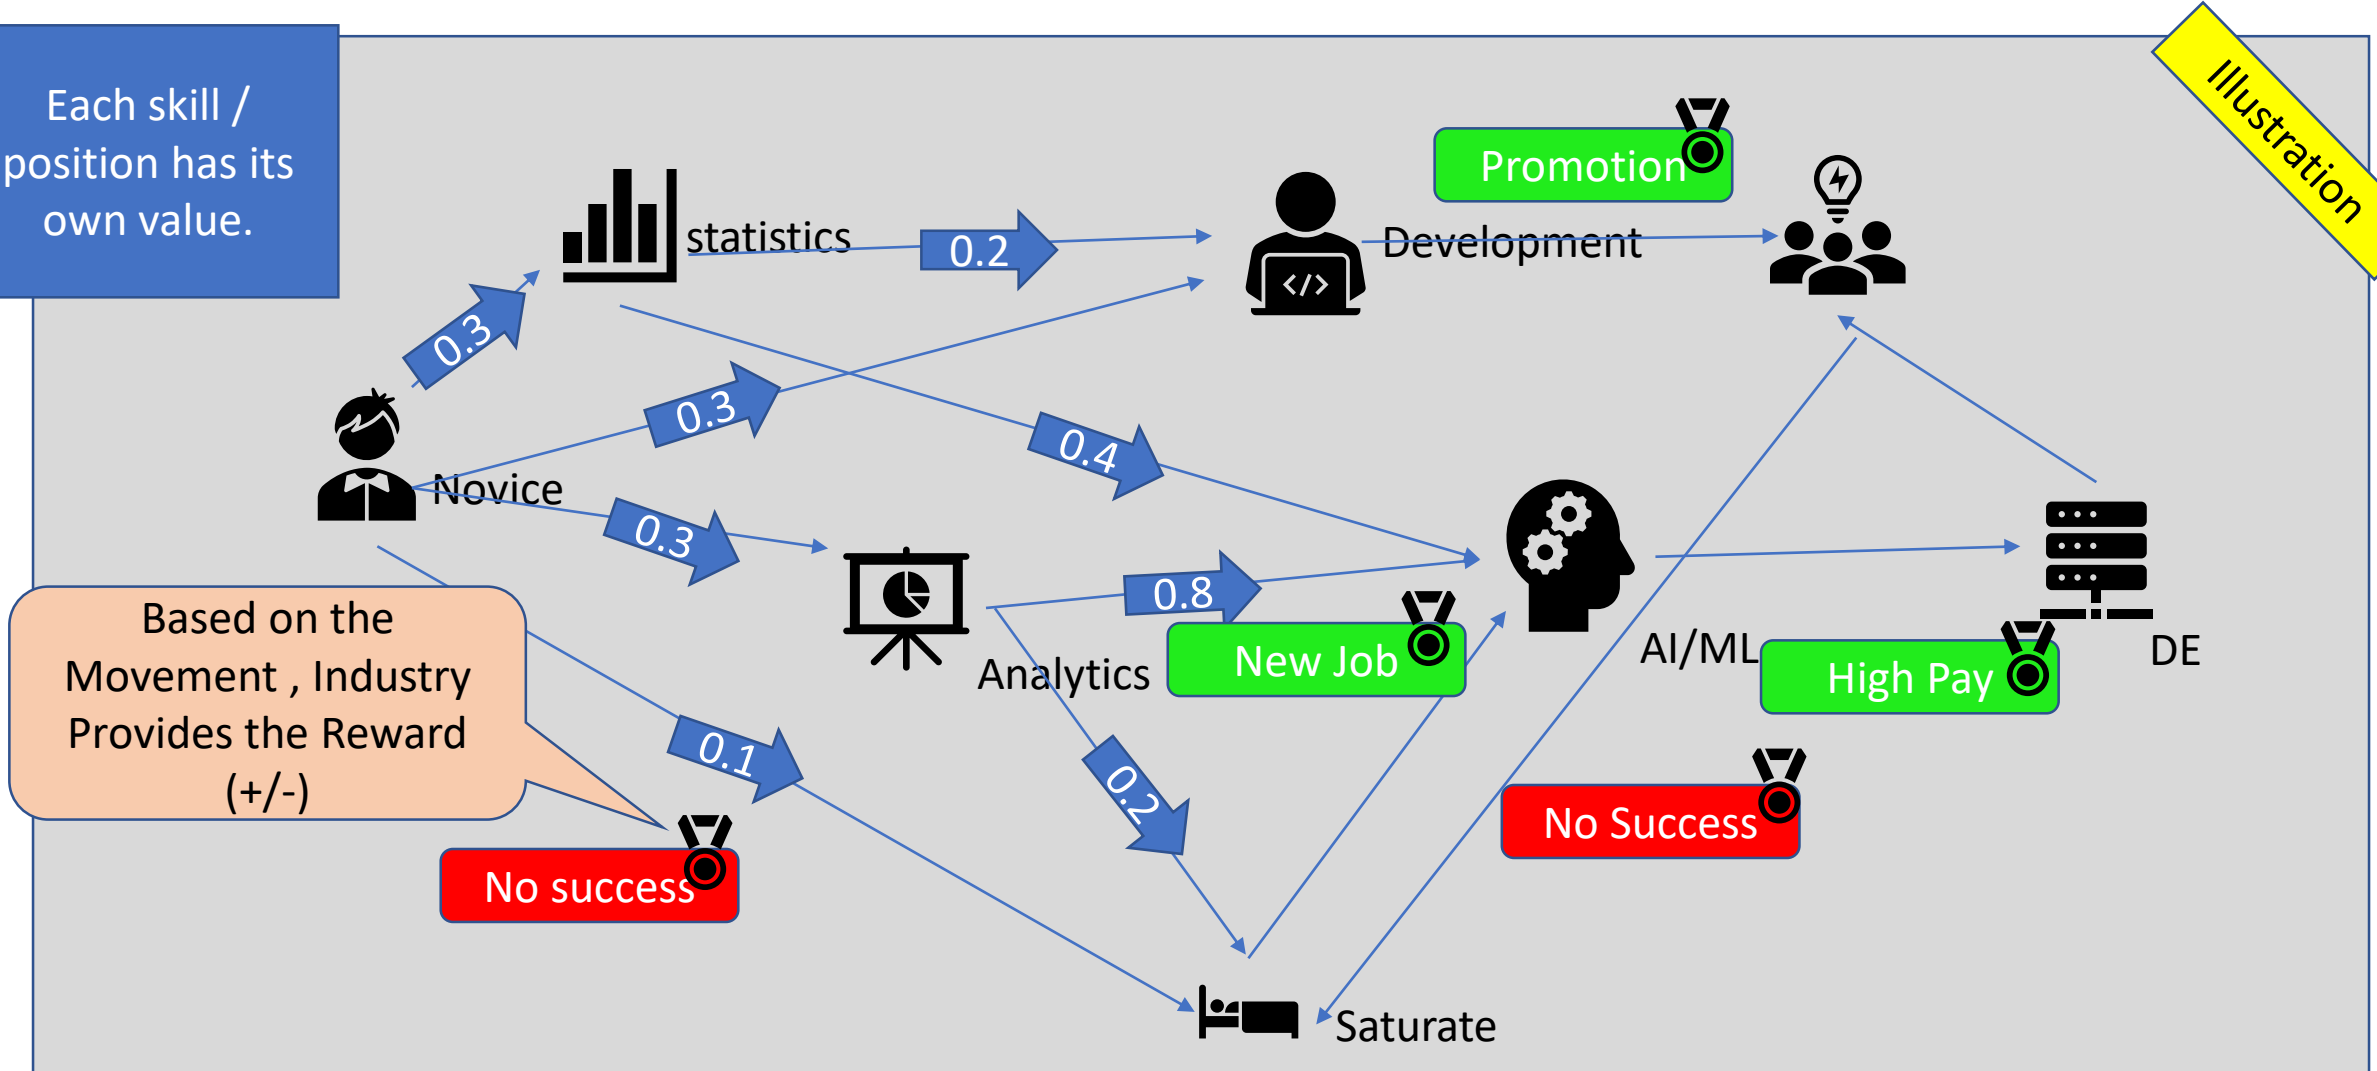 Each skill /
position has its
own value.
Illustration
Promotion
statistics
0.2
Development
0.3
0.3
0.4
Novice
0.3
0.8
Based on the
Movement , Industry
Provides the Reward
(+/-)
New Job
Analytics
AI/ML
High Pay
DE
0.1
0.2
No Success
No success
Saturate